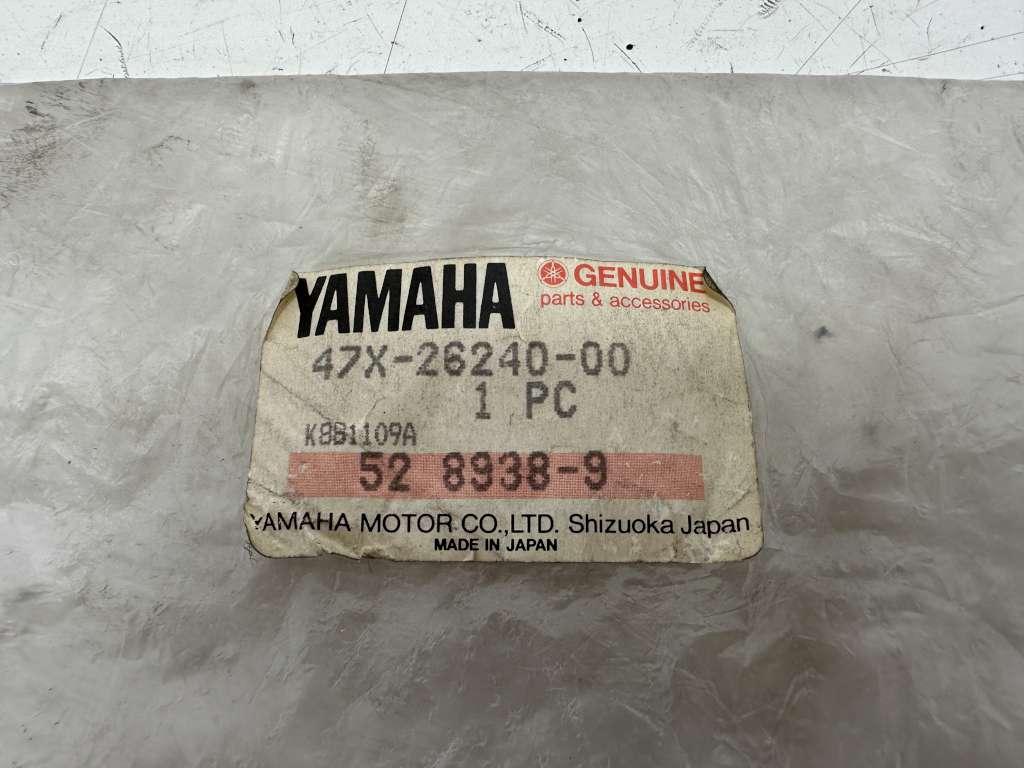 YAMAHA
GENUINE
parts & accessories
47X-26240-00
1 PC
K8B1109A
52 8938-9
YAMAHA MOTOR CO.,LTD. Shizuoka Japan
MADE IN JAPAN